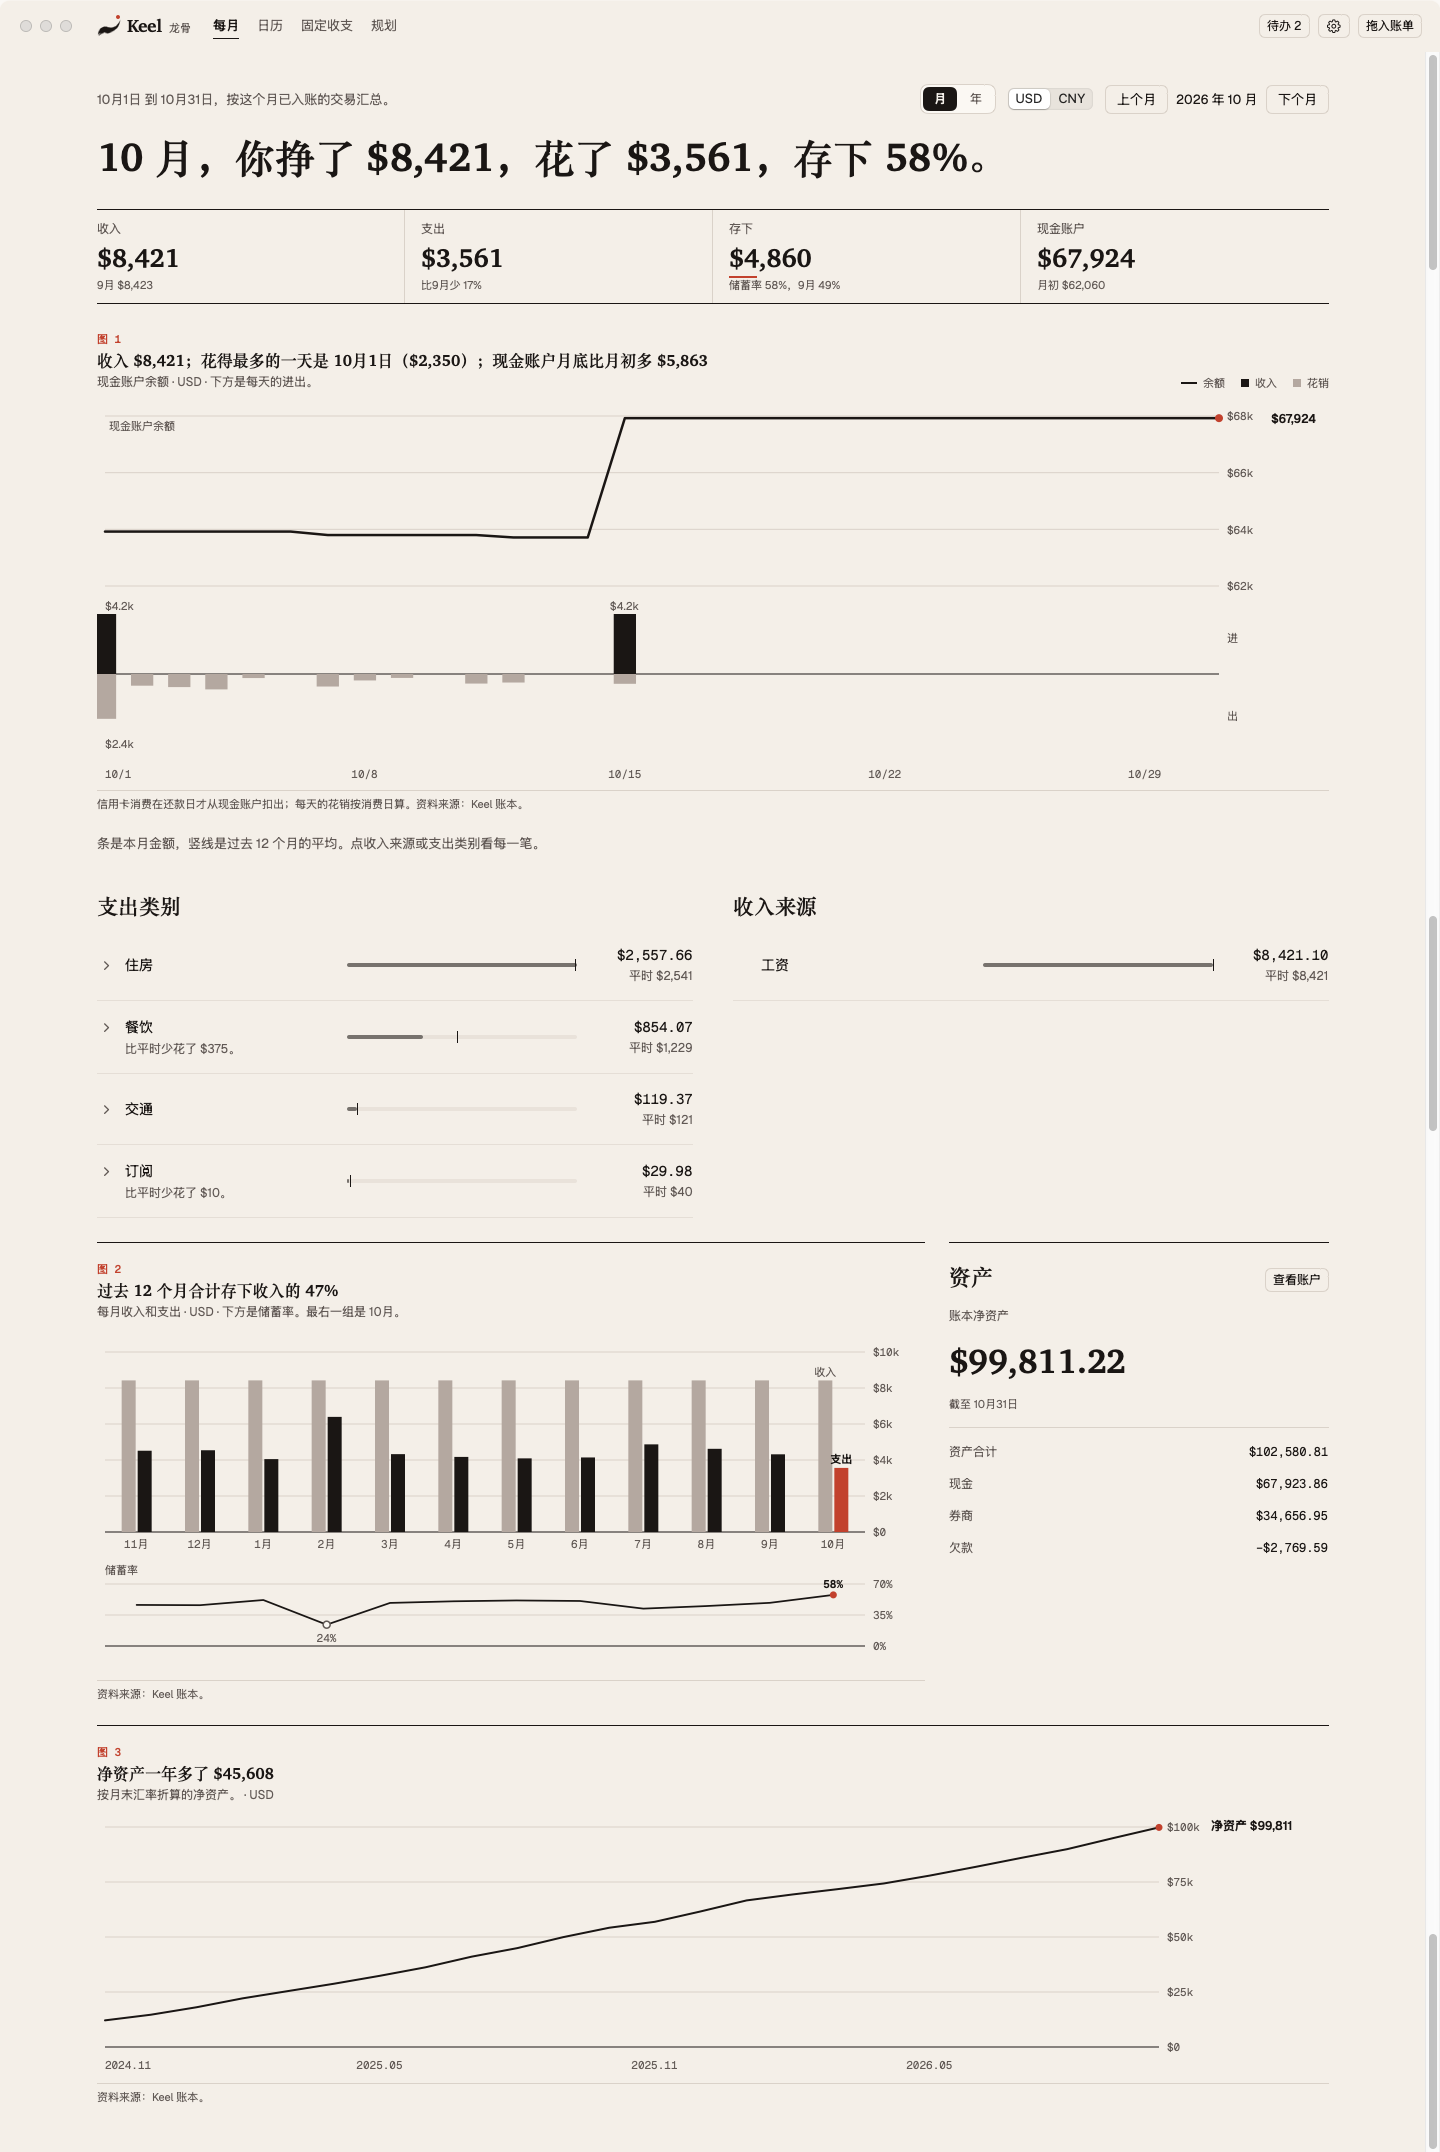 Keel 龙骨 每月 日历 固定收支 规划 待办 2 拖入账单
10月1日 到 10月31日，按这个月已入账的交易汇总。 月 年 USD CNY 上个月 2026 年 10 月 下个月
10 月，你挣了 $8,421，花了 $3,561，存下 58%。
收入 支出 存下 现金账户
$8,421 $3,561 $4,860 $67,924
9月 $8,423 比9月少 17% 储蓄率 58%，9月 49% 月初 $62,060
图 1
收入 $8,421；花得最多的一天是 10月1日（$2,350）；现金账户月底比月初多 $5,863
现金账户余额 · USD · 下方是每天的进出。 余额 收入 花销
$68k $67,924
现金账户余额
$66k
$64k
$62k
$4.2k $4.2k
进
出
$2.4k
10/1 10/8 10/15 10/22 10/29
信用卡消费在还款日才从现金账户扣出；每天的花销按消费日算。资料来源：Keel 账本。
条是本月金额，竖线是过去 12 个月的平均。点收入来源或支出类别看每一笔。
支出类别
住房 $2,557.66
平时 $2,541
餐饮 $854.07
比平时少花了 $375。 平时 $1,229
交通 $119.37
平时 $121
订阅 $29.98
比平时少花了 $10。 平时 $40
收入来源
工资 $8,421.10
平时 $8,421
图 2
过去 12 个月合计存下收入的 47%
每月收入和支出 · USD · 下方是储蓄率。最右一组是 10月。
$10k
收入
$8k
$6k
支出 $4k
$2k
$0
11月 12月 1月 2月 3月 4月 5月 6月 7月 8月 9月 10月
储蓄率
58% 70%
35%
24%
0%
资料来源：Keel 账本。
资产 查看账户
账本净资产
$99,811.22
截至 10月31日
资产合计 $102,580.81
现金 $67,923.86
券商 $34,656.95
欠款 −$2,769.59
图 3
净资产一年多了 $45,608
按月末汇率折算的净资产。 · USD
$100k 净资产 $99,811
$75k
$50k
$25k
$0
2024.11 2025.05 2025.11 2026.05
资料来源：Keel 账本。